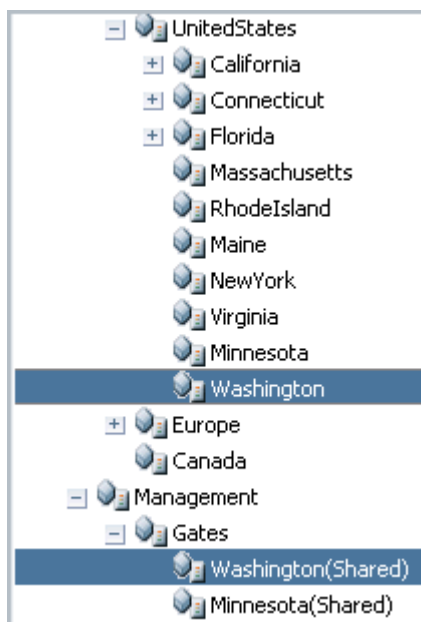 UnitedStates
California
Connecticut
Florida
Massachusetts
RhodeIsland
Maine
NewYork
Virginia
Minnesota
Washington
Europe
Canada
Management
Gates
Washington(Shared)
Minnesota(Shared)